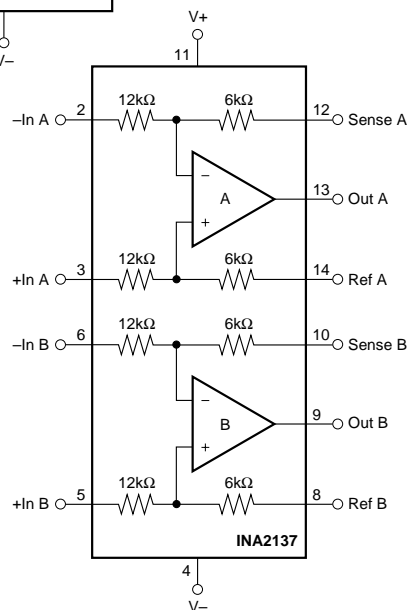 V–
V+
11
12kΩ 6kΩ
–In A 2 12 Sense A
–
A 13 Out A
+
12kΩ 6kΩ
+In A 3 14 Ref A
12kΩ 6kΩ
–In B 6 10 Sense B
–
B 9 Out B
+
12kΩ 6kΩ
+In B 5 8 Ref B
INA2137
4
V–